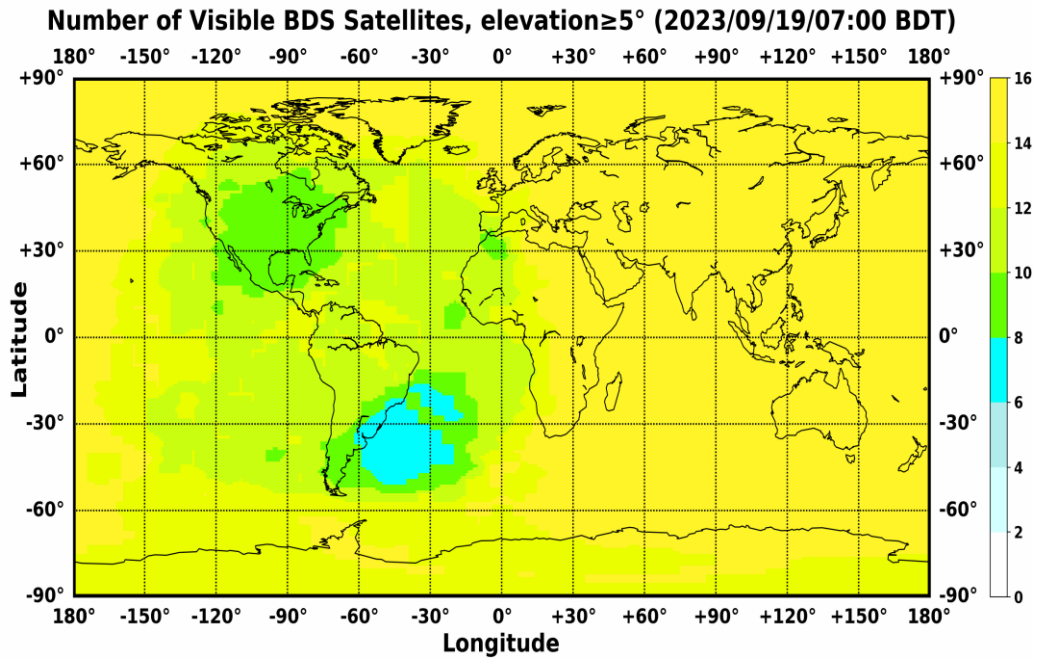 Number of Visible BDS Satellites, elevation≥5° (2023/09/19/07:00 BDT)
180° -150° -120° -90° -60° -30° 0° +30° +60° +90° +120° +150° 180°
+90° +90° 16
14
+60° +60°
12
+30° +30°
10
0° 0°
8
6
-30° -30°
4
-60° -60°
2
-90° -90° 0
180° -150° -120° -90° -60° -30° 0° +30° +60° +90° +120° +150° 180°
Longitude
Latitude